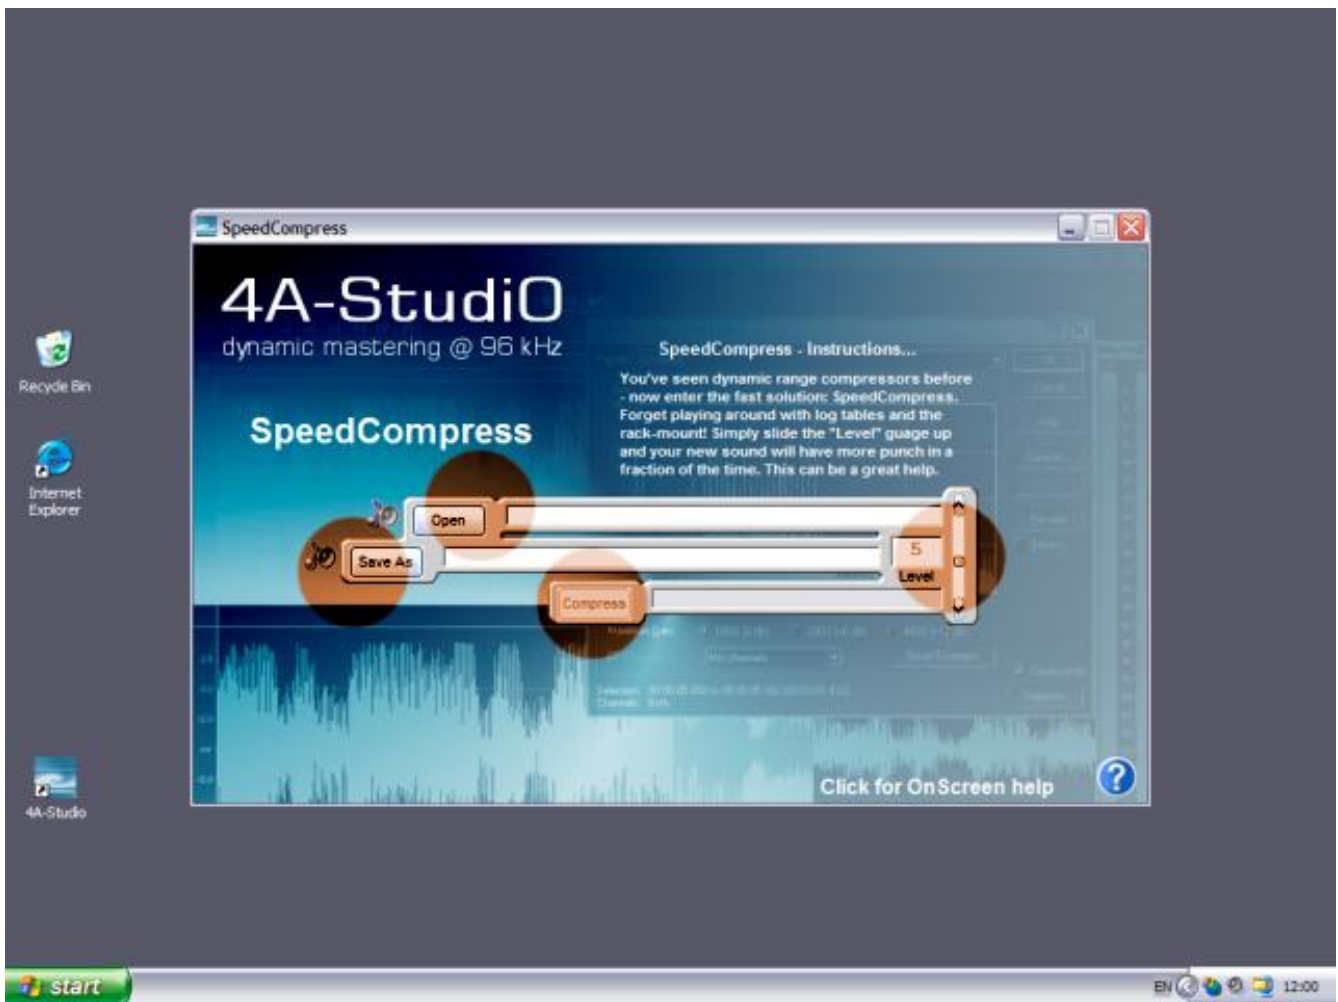 SpeedCompress
4A-StudiO
dynamic mastering @ 96 kHz
SpeedCompress - Instructions...
You've seen dynamic range compressors before
- now enter the fast solution: SpeedCompress.
Forget playing around with log tables and the
rack-mount! Simply slide the "Level" guage up
and your new sound will have more punch in a
fraction of the time. This can be a great help.
SpeedCompress
Open
Save As
5
Level
Compress
Click for OnScreen help
?
Recycle Bin
Internet
Explorer
4A-Studio
start
EN
12:00